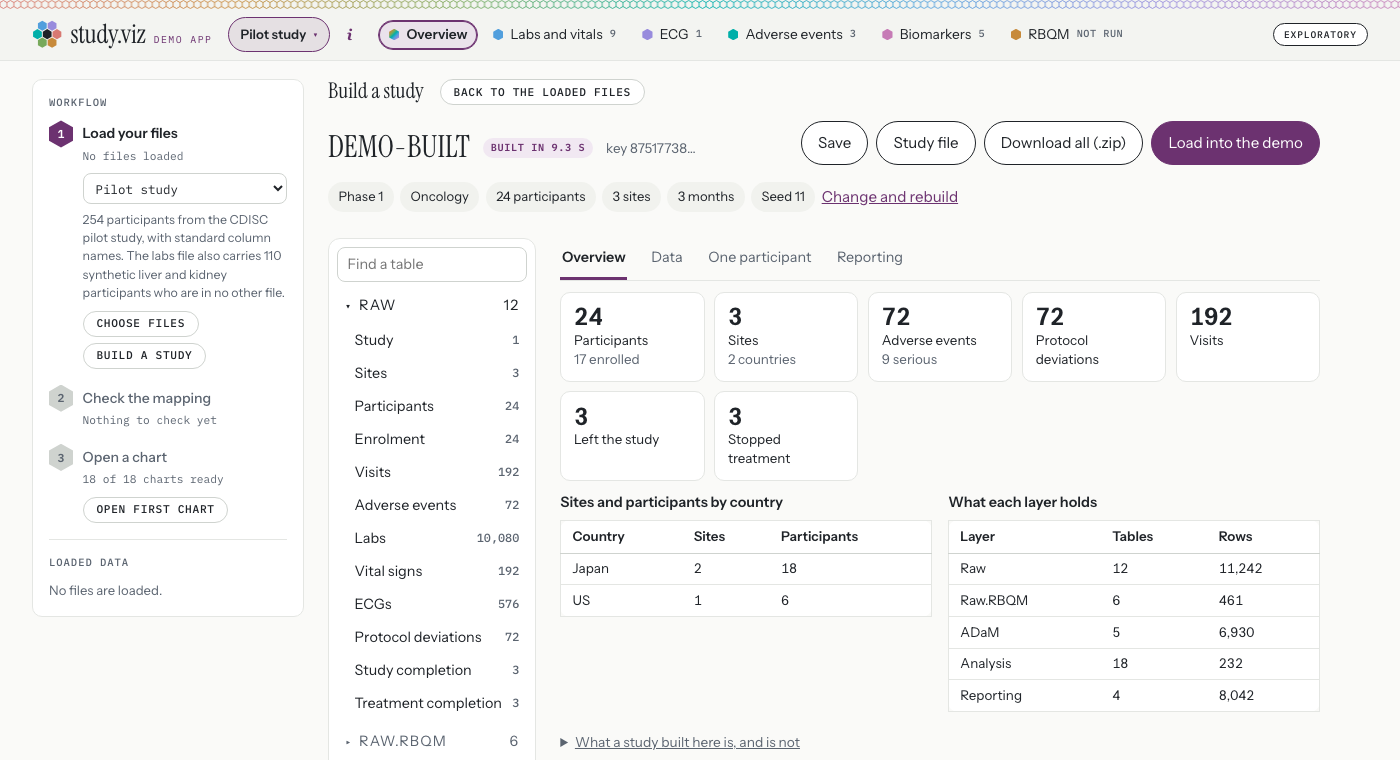 study.viz DEMO APP
Pilot study
i
Overview
Labs and vitals 9
ECG 1
Adverse events 3
Biomarkers 5
RBQM NOT RUN
EXPLORATORY
WORKFLOW
1 Load your files
No files loaded
Pilot study
254 participants from the CDISC
pilot study, with standard column
names. The labs file also carries 110
synthetic liver and kidney
participants who are in no other file.
CHOOSE FILES
BUILD A STUDY
2 Check the mapping
Nothing to check yet
3 Open a chart
18 of 18 charts ready
OPEN FIRST CHART
LOADED DATA
No files are loaded.
Build a study
BACK TO THE LOADED FILES
DEMO-BUILT BUILT IN 9.3 S key 87517738…
Save
Study file
Download all (.zip)
Load into the demo
Phase 1
Oncology
24 participants
3 sites
3 months
Seed 11
Change and rebuild
Find a table
RAW 12
Study 1
Sites 3
Participants 24
Enrolment 24
Visits 192
Adverse events 72
Labs 10,080
Vital signs 192
ECGs 576
Protocol deviations 72
Study completion 3
Treatment completion 3
RAW.RBQM 6
Overview
Data
One participant
Reporting
24
Participants
17 enrolled
3
Sites
2 countries
72
Adverse events
9 serious
72
Protocol
deviations
192
Visits
3
Left the study
3
Stopped
treatment
Sites and participants by country
Country Sites Participants
Japan 2 18
US 1 6
What each layer holds
Layer Tables Rows
Raw 12 11,242
Raw.RBQM 6 461
ADaM 5 6,930
Analysis 18 232
Reporting 4 8,042
What a study built here is, and is not